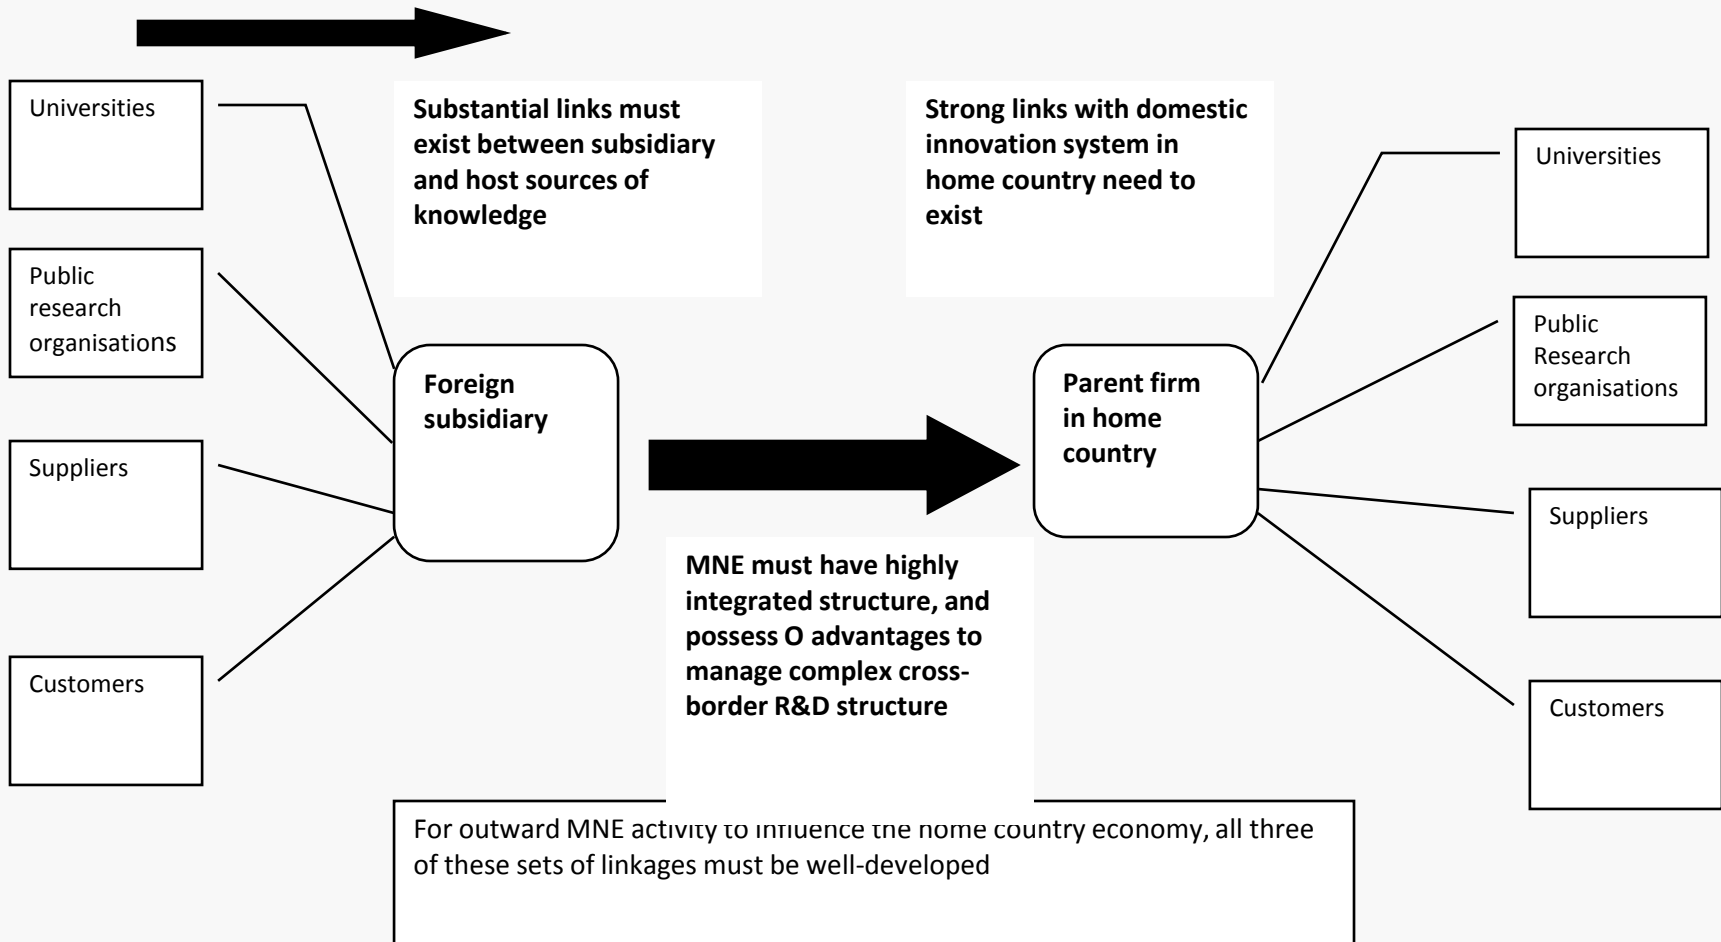 Universities
Public
research
organisations
Suppliers
Customers
Substantial links must
exist between subsidiary
and host sources of
knowledge
Foreign
subsidiary
MNE must have highly
integrated structure, and
possess O advantages to
manage complex cross-
border R&D structure
Strong links with domestic
innovation system in
home country need to
exist
Parent firm
in home
country
Universities
Public
Research
organisations
Suppliers
Customers
For outward MNE activity to influence the home country economy, all three
of these sets of linkages must be well-developed